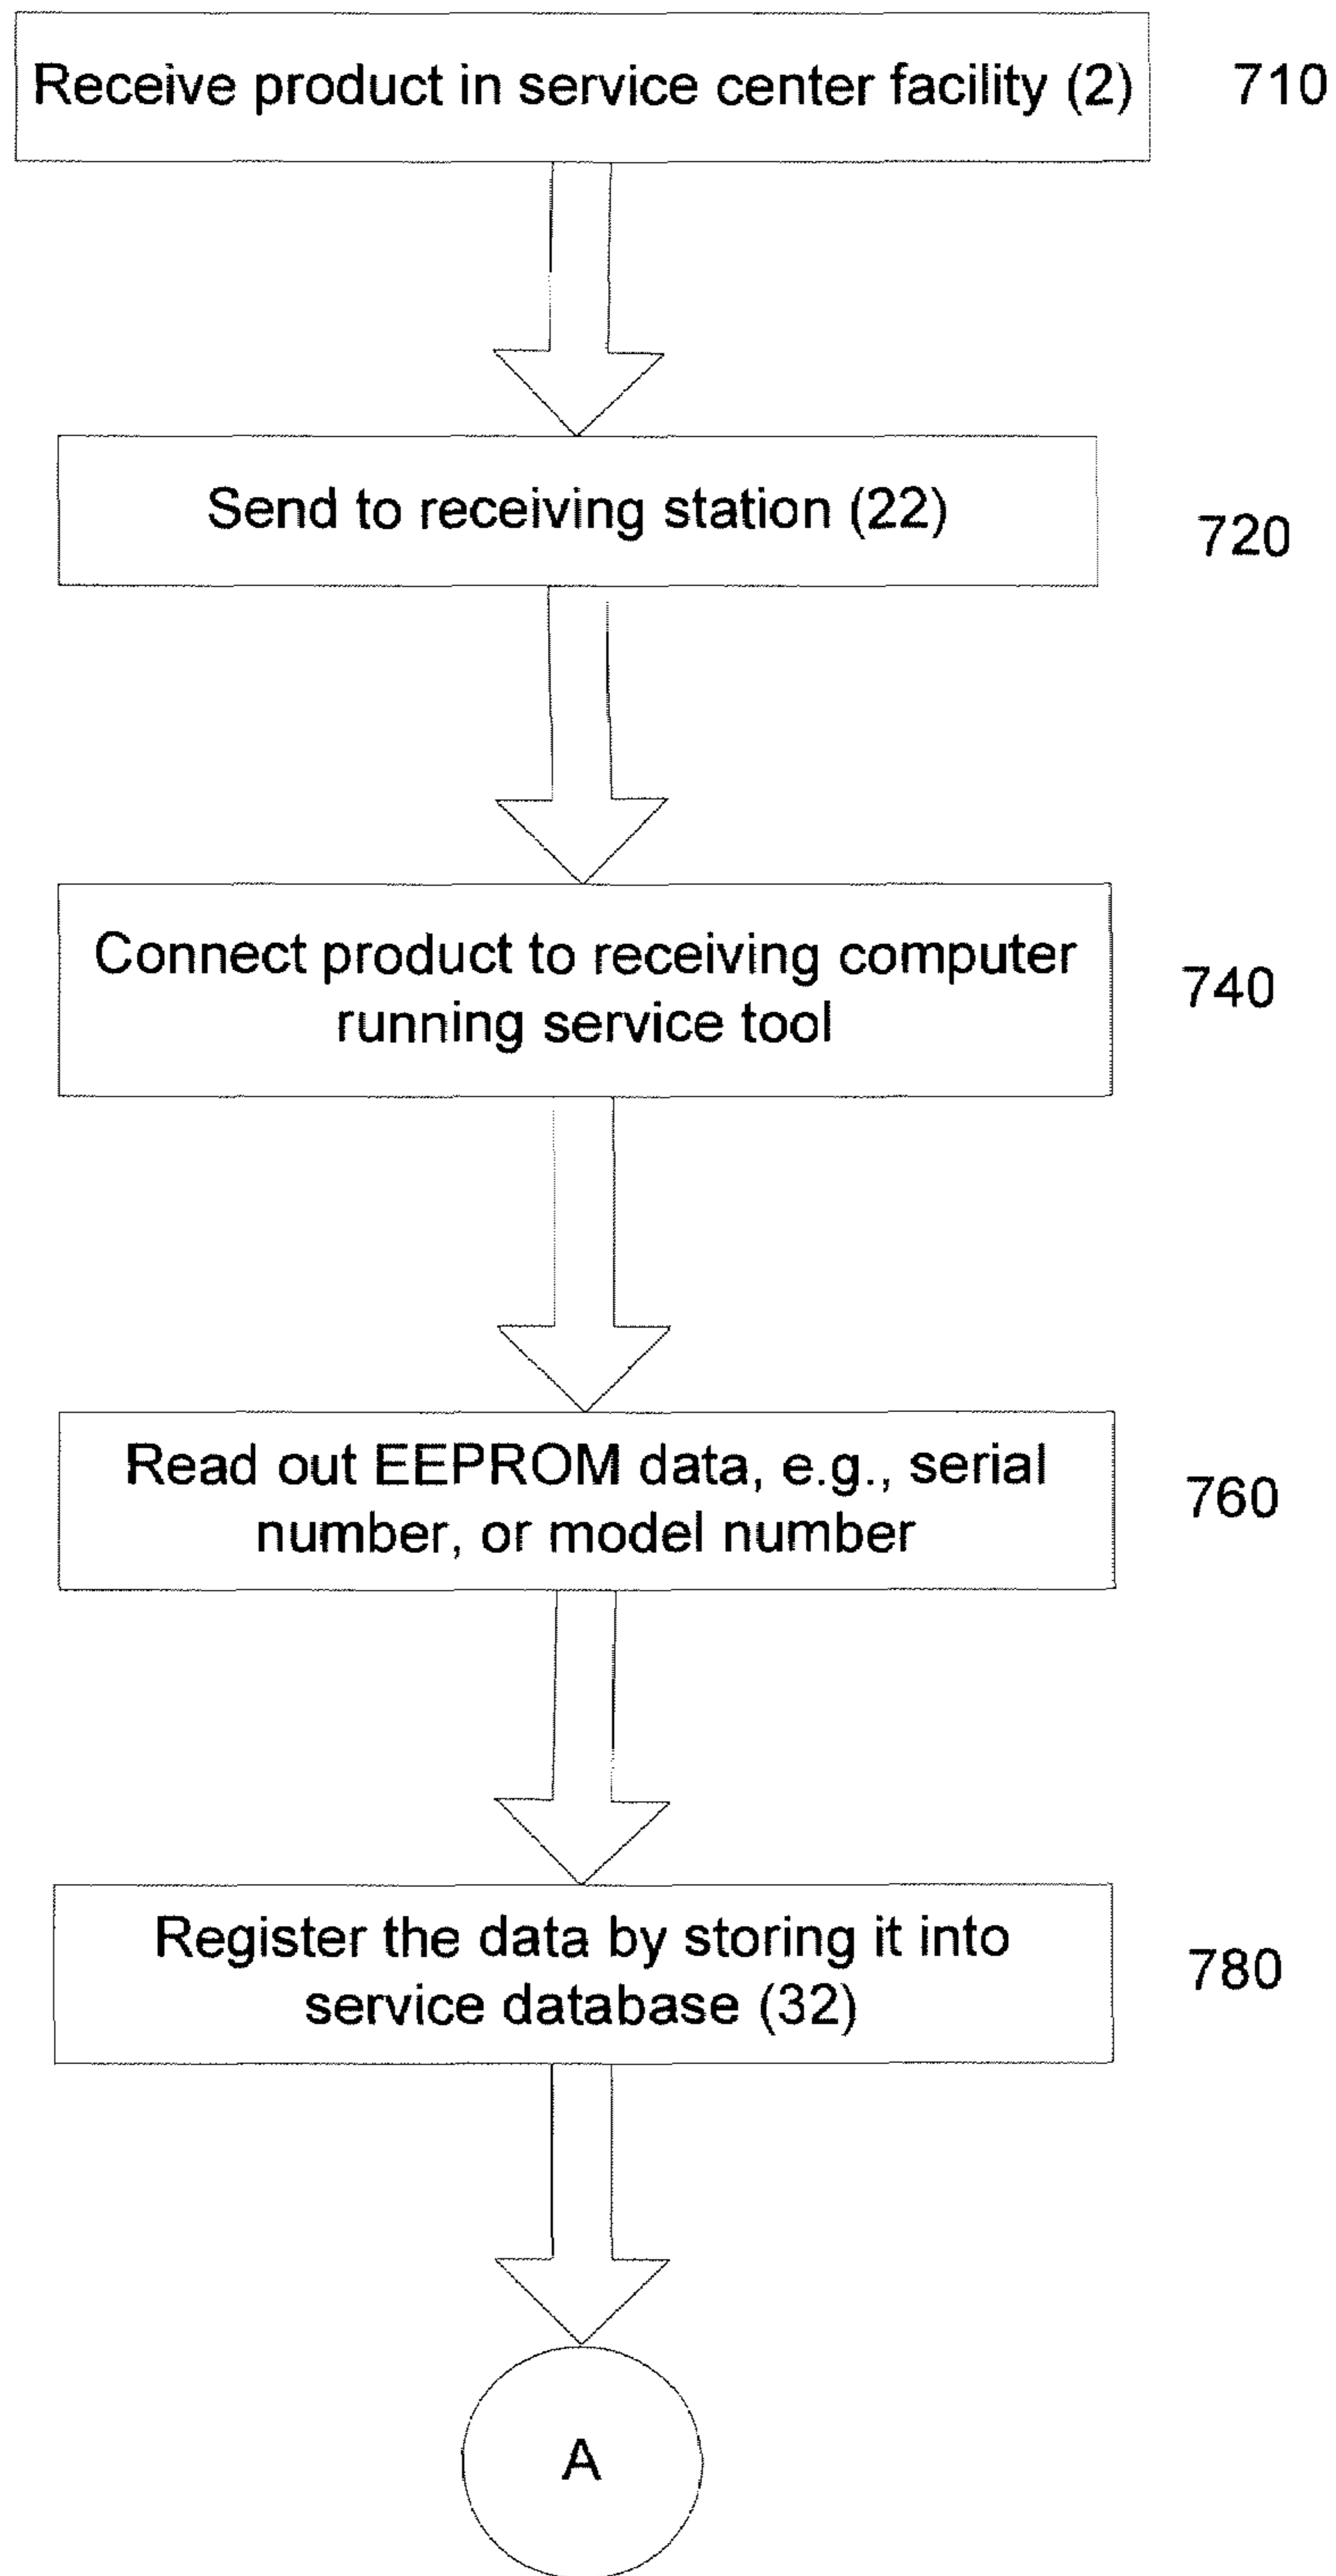 Receive product in service center facility (2)
710
Send to receiving station (22)
720
Connect product to receiving computer
running service tool
740
Read out EEPROM data, e.g., serial
number, or model number
760
Register the data by storing it into
service database (32)
780
A